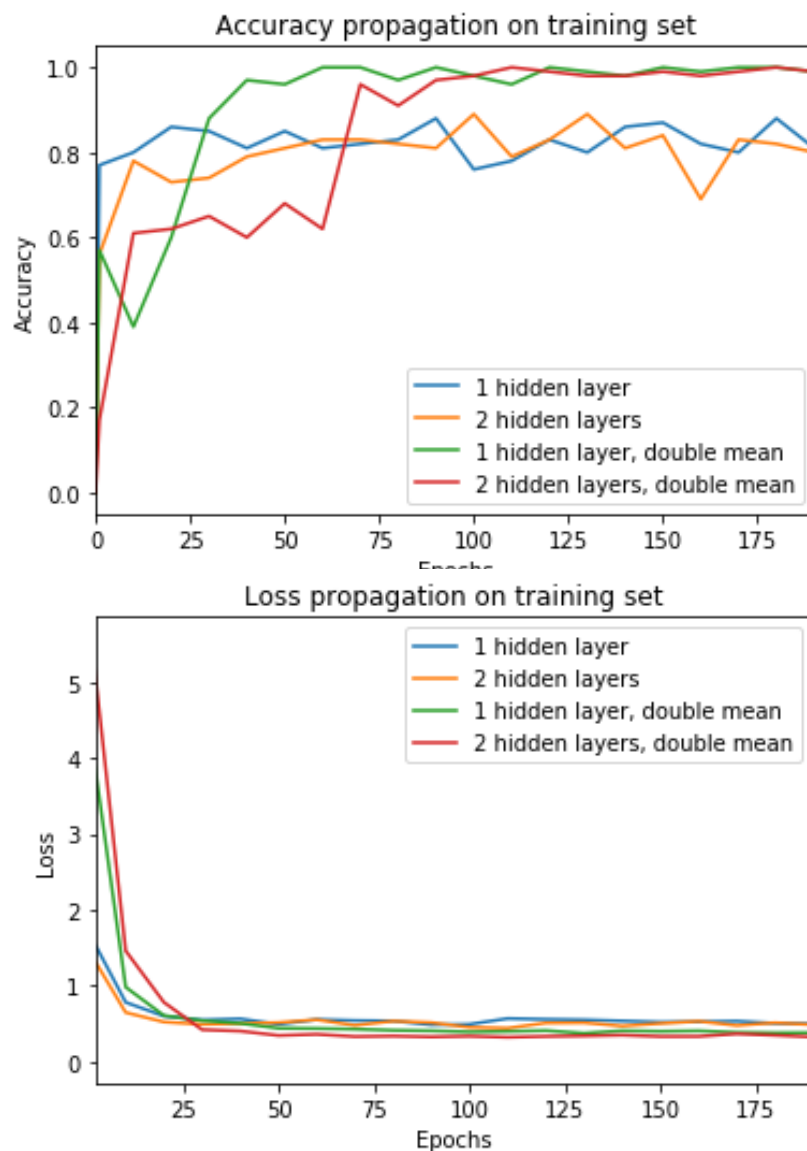 Accuracy propagation on training set
1.0
0.8
0.6
0.4
0.2
0.0
Accuracy
1 hidden layer
2 hidden layers
1 hidden layer, double mean
2 hidden layers, double mean
0 25 50 75 100 125 150 175
Epochs
Loss propagation on training set
5
4
3
2
1
0
Loss
1 hidden layer
2 hidden layers
1 hidden layer, double mean
2 hidden layers, double mean
25 50 75 100 125 150 175
Epochs